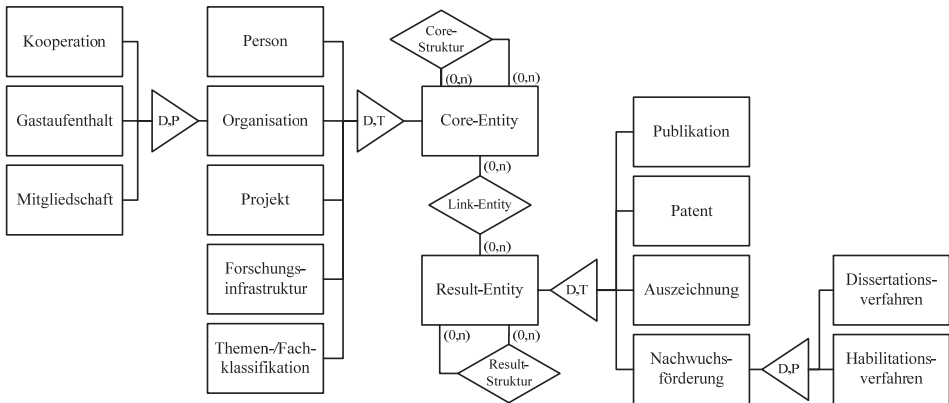 Kooperation
Gastaufenthalt
Mitgliedschaft
D,P
Person
Organisation
Projekt
Forschungs-
infrastruktur
Themen-/Fach-
klassifikation
D,T
Core-
Struktur
(0,n)
(0,n)
Core-Entity
(0,n)
Link-Entity
(0,n)
Result-Entity
(0,n)
(0,n)
Result-
Struktur
D,T
Publikation
Patent
Auszeichnung
Nachwuchs-
förderung
D,P
Dissertations-
verfahren
Habilitations-
verfahren